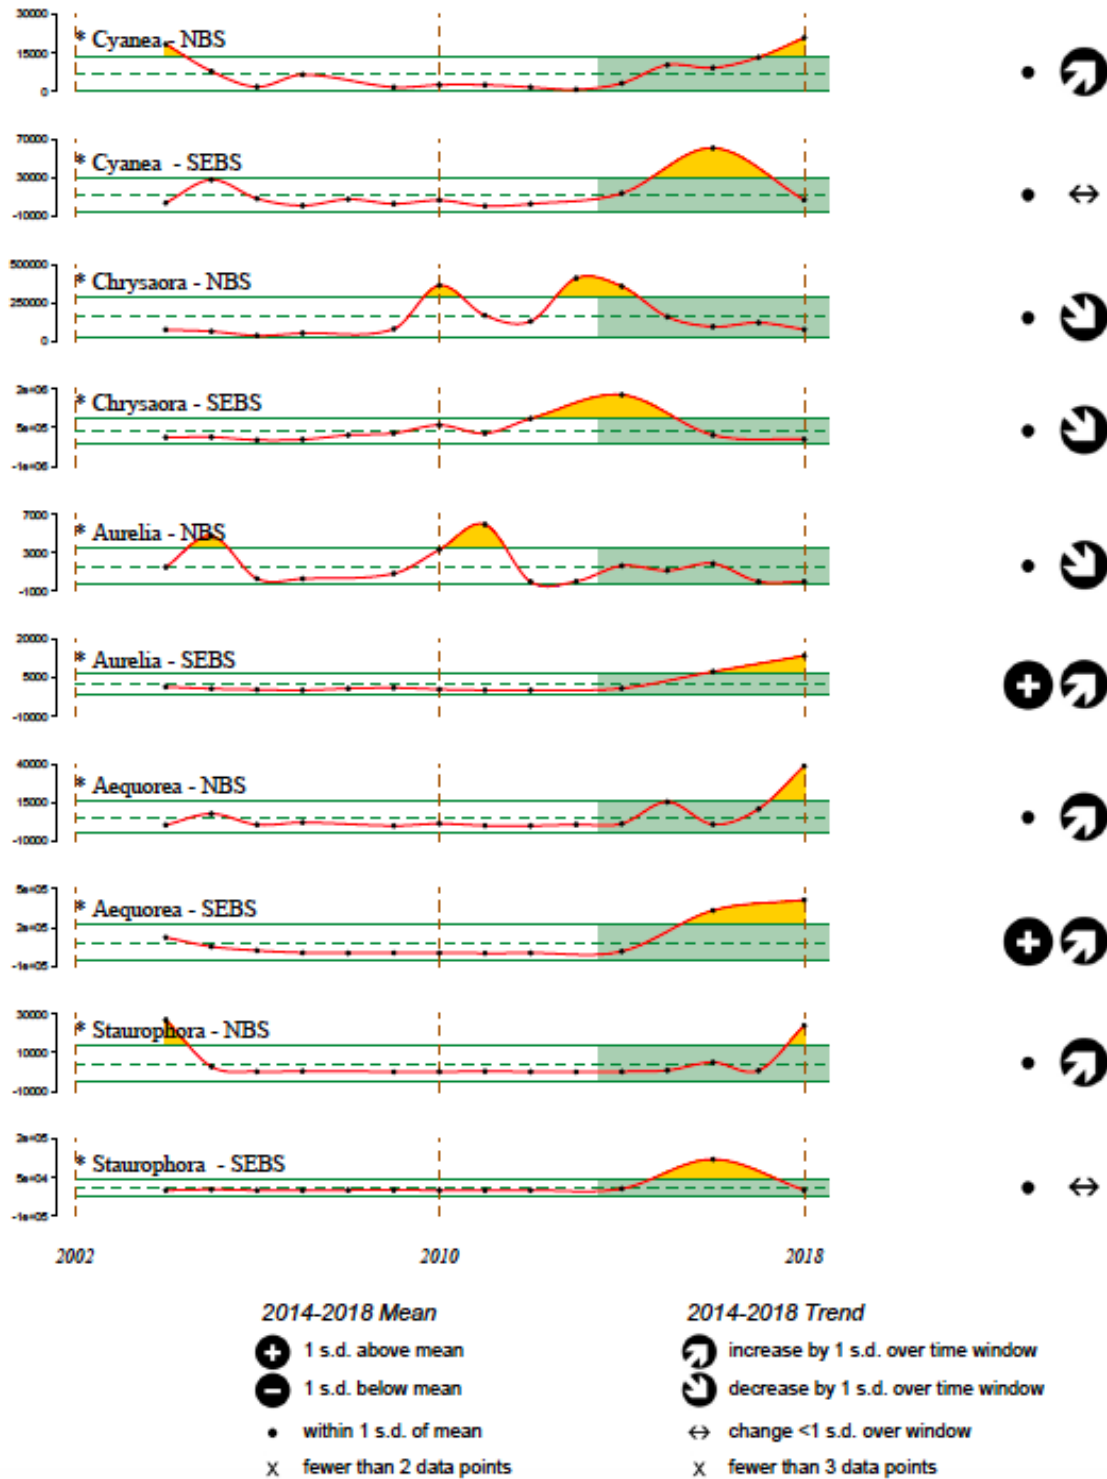 30000
* Cyanea - NBS
15000
0
70000
* Cyanea - SEBS
30000
-10000
500000
* Chrysaora - NBS
250000
0
2e+06
* Chrysaora - SEBS
5e+05
-1e+06
7000
* Aurelia - NBS
3000
-1000
20000
* Aurelia - SEBS
5000
-10000
40000
* Aequorea - NBS
15000
-10000
5e+05
* Aequorea - SEBS
2e+05
-1e+05
30000
* Staurophora - NBS
10000
-10000
2e+05
* Staurophora - SEBS
5e+04
-1e+05
2002 2010 2018
2014-2018 Mean
1 s.d. above mean
1 s.d. below mean
within 1 s.d. of mean
x fewer than 2 data points
2014-2018 Trend
increase by 1 s.d. over time window
decrease by 1 s.d. over time window
change <1 s.d. over window
x fewer than 3 data points